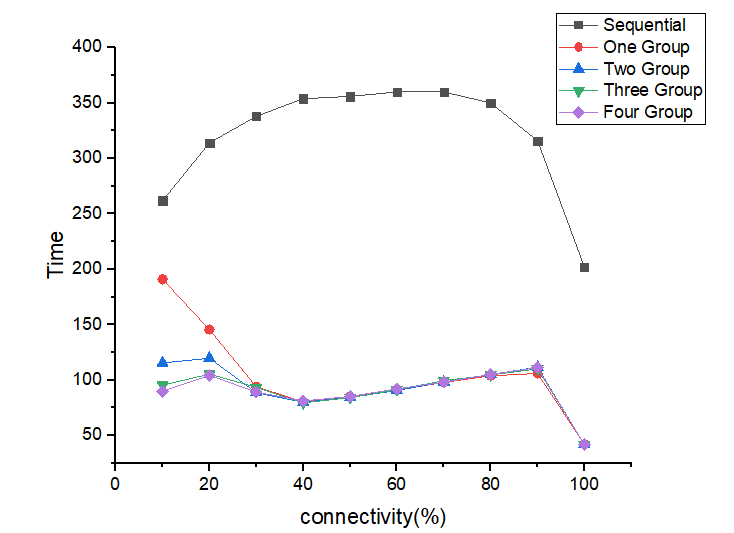 Sequential
One Group
Two Group
Three Group
Four Group
400
350
300
250
200
150
100
50
Time
0
20
40
60
80
100
connectivity(%)